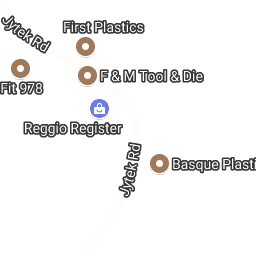 First Plastics
Jytek Rd
F & M Tool & Die
Fit 978
Reggio Register
Jytek Rd
Basque Plasti